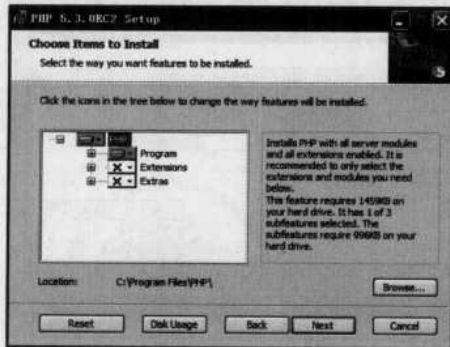 PHP 5.3.0RC2 Setup
Choose Items to Install
Select the way you want features to be installed.
Click the icons in the tree below to change the way features will be installed.
PHP
Program
Extensions
Extras
Installs PHP with all server modules
and all extensions enabled. It is
recommended to only select the
extensions and modules you need
below.
This feature requires 1459KB on
your hard drive. It has 1 of 3
subfeatures selected. The
subfeatures require 996KB on your
hard drive.
Location: C:\Program Files\PHP\
Browse...
Reset Disk Usage Back Next Cancel